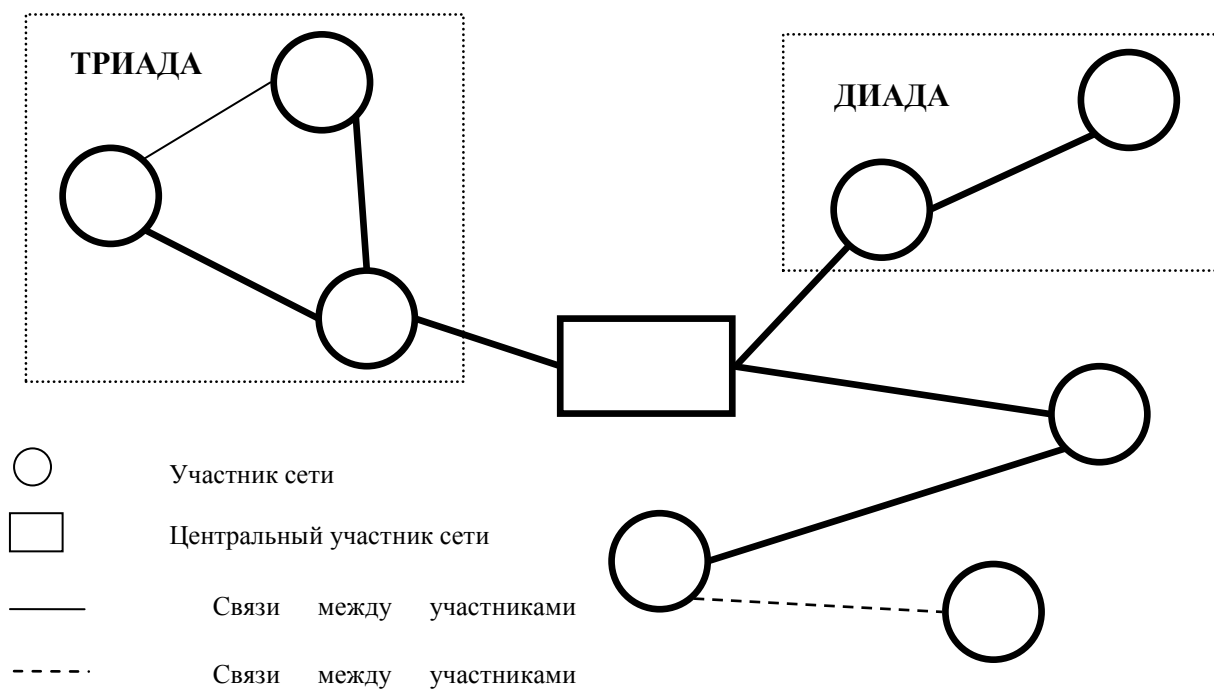 ТРИАДА
ДИАДА
Участник сети
Центральный участник сети
Связи между участниками
Связи между участниками